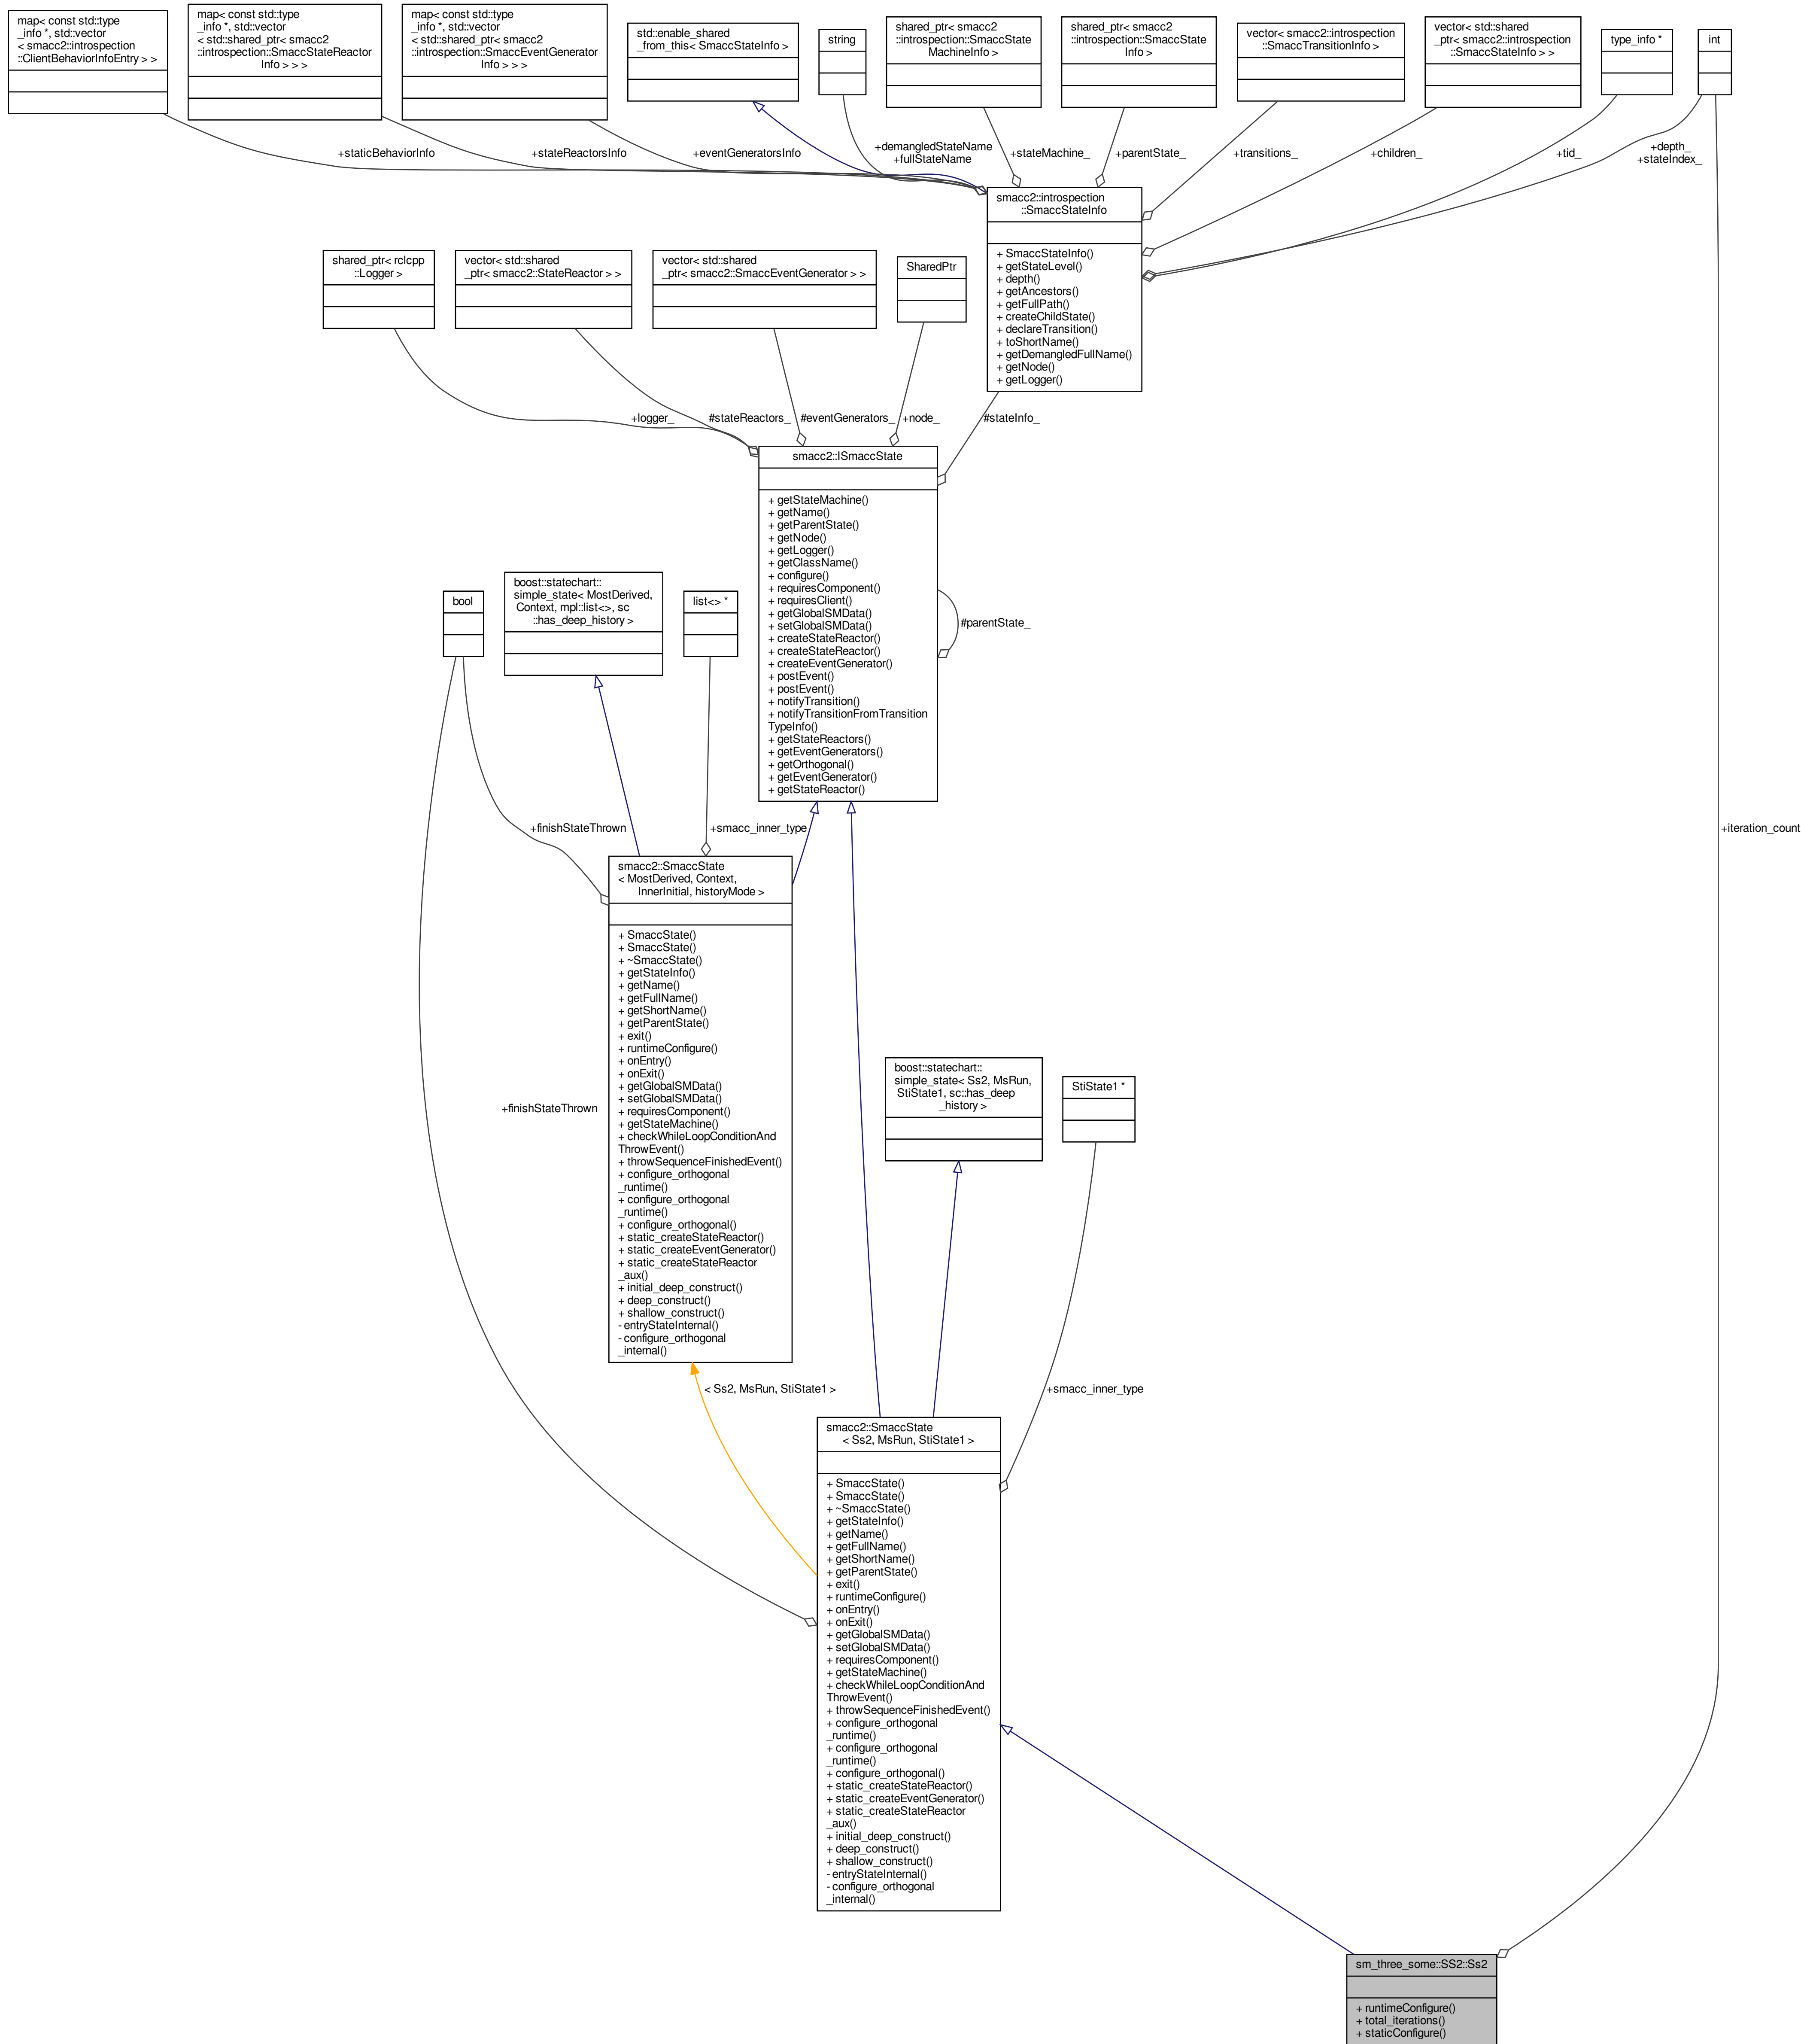 map< const std::type
_info *, std::vector
< smacc2::introspection
::ClientBehaviorInfoEntry > >
map< const std::type
_info *, std::vector
< std::shared_ptr< smacc2
::introspection::SmaccStateReactor
Info > > >
map< const std::type
_info *, std::vector
< std::shared_ptr< smacc2
::introspection::SmaccEventGenerator
Info > > >
std::enable_shared
_from_this< SmaccStateInfo >
string
shared_ptr< smacc2
::introspection::SmaccState
MachineInfo >
shared_ptr< smacc2
::introspection::SmaccState
Info >
vector< smacc2::introspection
::SmaccTransitionInfo >
vector< std::shared
_ptr< smacc2::introspection
::SmaccStateInfo > >
type_info *
int
+staticBehaviorInfo
+stateReactorsInfo
+eventGeneratorsInfo
+demangledStateName
+fullStateName
+stateMachine_
+parentState_
+transitions_
+children_
+tid_
+depth_
+stateIndex_
smacc2::introspection
::SmaccStateInfo
+ SmaccStateInfo()
+ getStateLevel()
+ depth()
+ getAncestors()
+ getFullPath()
+ createChildState()
+ declareTransition()
+ toShortName()
+ getDemangledFullName()
+ getNode()
+ getLogger()
shared_ptr< rclcpp
::Logger >
vector< std::shared
_ptr< smacc2::StateReactor > >
vector< std::shared
_ptr< smacc2::SmaccEventGenerator > >
SharedPtr
+logger_
#stateReactors_
#eventGenerators_
+node_
#stateInfo_
smacc2::ISmaccState
+ getStateMachine()
+ getName()
+ getParentState()
+ getNode()
+ getLogger()
+ getClassName()
+ configure()
+ requiresComponent()
+ requiresClient()
+ getGlobalSMData()
+ setGlobalSMData()
+ createStateReactor()
+ createStateReactor()
+ createEventGenerator()
+ postEvent()
+ postEvent()
+ notifyTransition()
+ notifyTransitionFromTransition
TypeInfo()
+ getStateReactors()
+ getEventGenerators()
+ getOrthogonal()
+ getEventGenerator()
+ getStateReactor()
#parentState_
bool
boost::statechart::
simple_state< MostDerived,
Context, mpl::list<>, sc
::has_deep_history >
list<> *
+finishStateThrown
+smacc_inner_type
+iteration_count
smacc2::SmaccState
< MostDerived, Context,
InnerInitial, historyMode >
+ SmaccState()
+ SmaccState()
+ ~SmaccState()
+ getStateInfo()
+ getName()
+ getFullName()
+ getShortName()
+ getParentState()
+ exit()
+ runtimeConfigure()
+ onEntry()
+ onExit()
+ getGlobalSMData()
+ setGlobalSMData()
+ requiresComponent()
+ getStateMachine()
+ checkWhileLoopConditionAnd
ThrowEvent()
+ throwSequenceFinishedEvent()
+ configure_orthogonal
_runtime()
+ configure_orthogonal
_runtime()
+ configure_orthogonal()
+ static_createStateReactor()
+ static_createEventGenerator()
+ static_createStateReactor
_aux()
+ initial_deep_construct()
+ deep_construct()
+ shallow_construct()
- entryStateInternal()
- configure_orthogonal
_internal()
+finishStateThrown
boost::statechart::
simple_state< Ss2, MsRun,
StiState1, sc::has_deep
_history >
StiState1 *
< Ss2, MsRun, StiState1 >
+smacc_inner_type
smacc2::SmaccState
< Ss2, MsRun, StiState1 >
+ SmaccState()
+ SmaccState()
+ ~SmaccState()
+ getStateInfo()
+ getName()
+ getFullName()
+ getShortName()
+ getParentState()
+ exit()
+ runtimeConfigure()
+ onEntry()
+ onExit()
+ getGlobalSMData()
+ setGlobalSMData()
+ requiresComponent()
+ getStateMachine()
+ checkWhileLoopConditionAnd
ThrowEvent()
+ throwSequenceFinishedEvent()
+ configure_orthogonal
_runtime()
+ configure_orthogonal
_runtime()
+ configure_orthogonal()
+ static_createStateReactor()
+ static_createEventGenerator()
+ static_createStateReactor
_aux()
+ initial_deep_construct()
+ deep_construct()
+ shallow_construct()
- entryStateInternal()
- configure_orthogonal
_internal()
sm_three_some::SS2::Ss2
+ runtimeConfigure()
+ total_iterations()
+ staticConfigure()